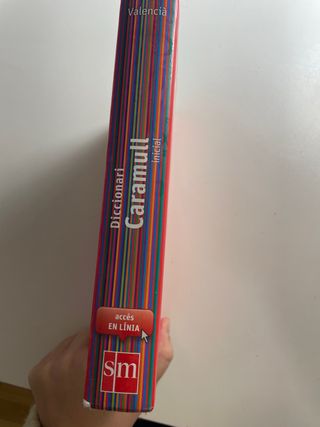 Valencià
Diccionari
Caramull
inicial
accés
EN LÍNIA
sm